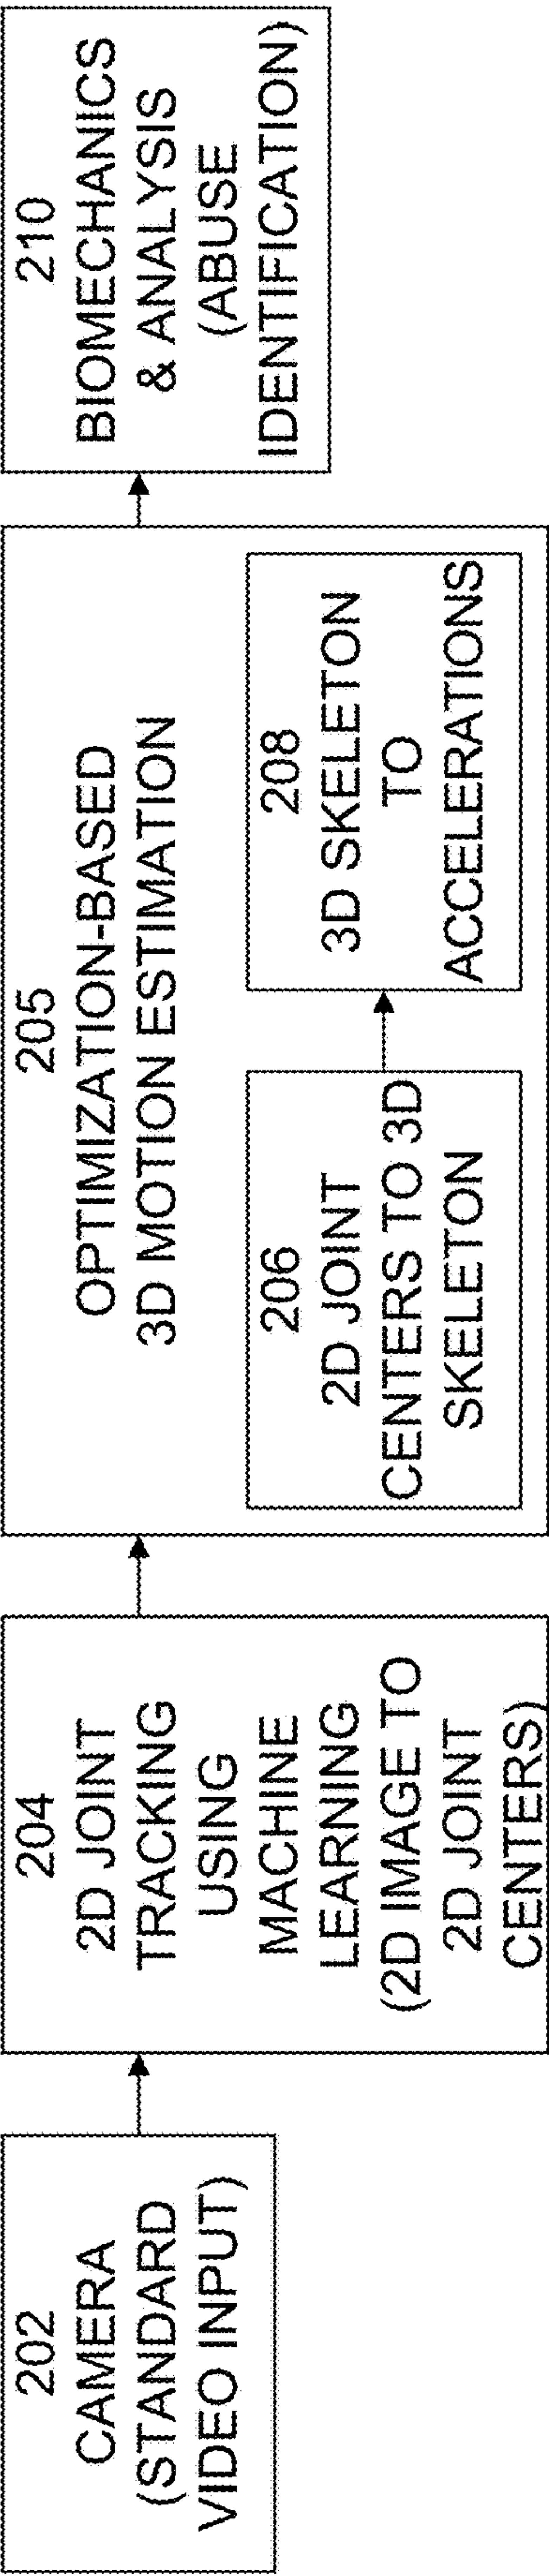 202
CAMERA
(STANDARD
VIDEO INPUT)
204
2D JOINT
TRACKING
USING
MACHINE
LEARNING
(2D IMAGE TO
2D JOINT
CENTERS)
205
OPTIMIZATION-BASED
3D MOTION ESTIMATION
206
2D JOINT
CENTERS TO 3D
SKELETON
208
3D SKELETON
TO
ACCELERATIONS
210
BIOMECHANICS
& ANALYSIS
(ABUSE
IDENTIFICATION)